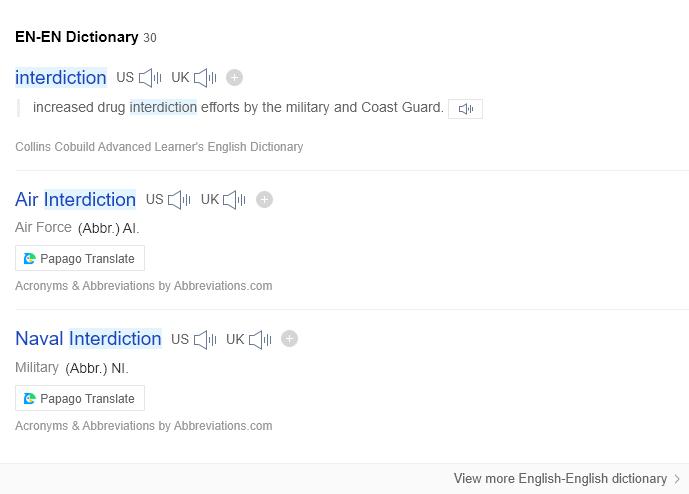 EN-EN Dictionary 30
interdiction US UK
increased drug interdiction efforts by the military and Coast Guard.
Collins Cobuild Advanced Learner's English Dictionary
Air Interdiction US UK
Air Force (Abbr.) AI.
Papago Translate
Acronyms & Abbreviations by Abbreviations.com
Naval Interdiction US UK
Military (Abbr.) NI.
Papago Translate
Acronyms & Abbreviations by Abbreviations.com
View more English-English dictionary